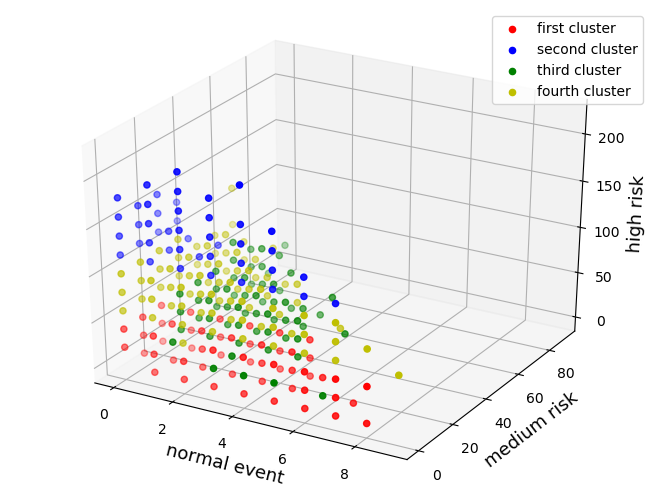 first cluster
second cluster
third cluster
fourth cluster
200
150
100
50
0
high risk
80
60
40
20
0
medium risk
0
2
4
6
8
normal event